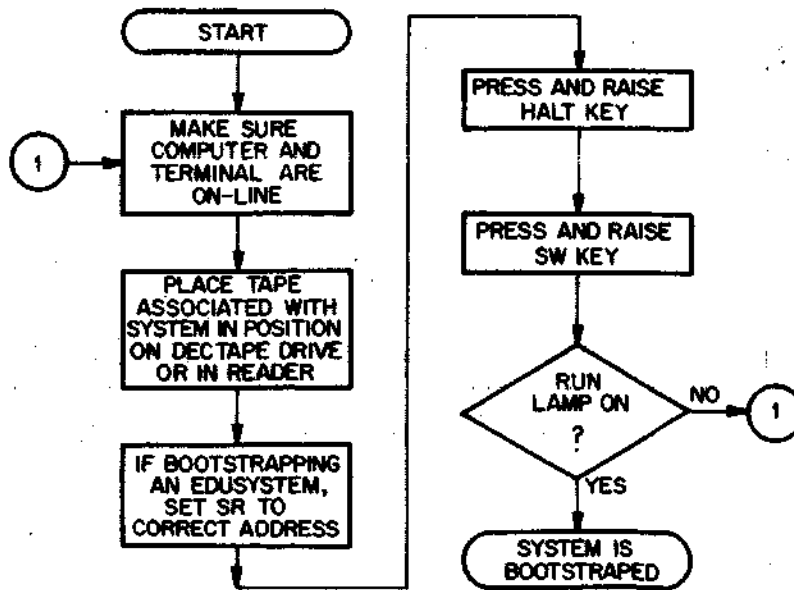 START
1
MAKE SURE
COMPUTER AND
TERMINAL ARE
ON-LINE
PLACE TAPE
ASSOCIATED WITH
SYSTEM IN POSITION
ON DECTAPE DRIVE
OR IN READER
IF BOOTSTRAPPING
AN EDUSYSTEM,
SET SR TO
CORRECT ADDRESS
PRESS AND RAISE
HALT KEY
PRESS AND RAISE
SW KEY
RUN
LAMP ON
?
NO
1
YES
SYSTEM IS
BOOTSTRAPED